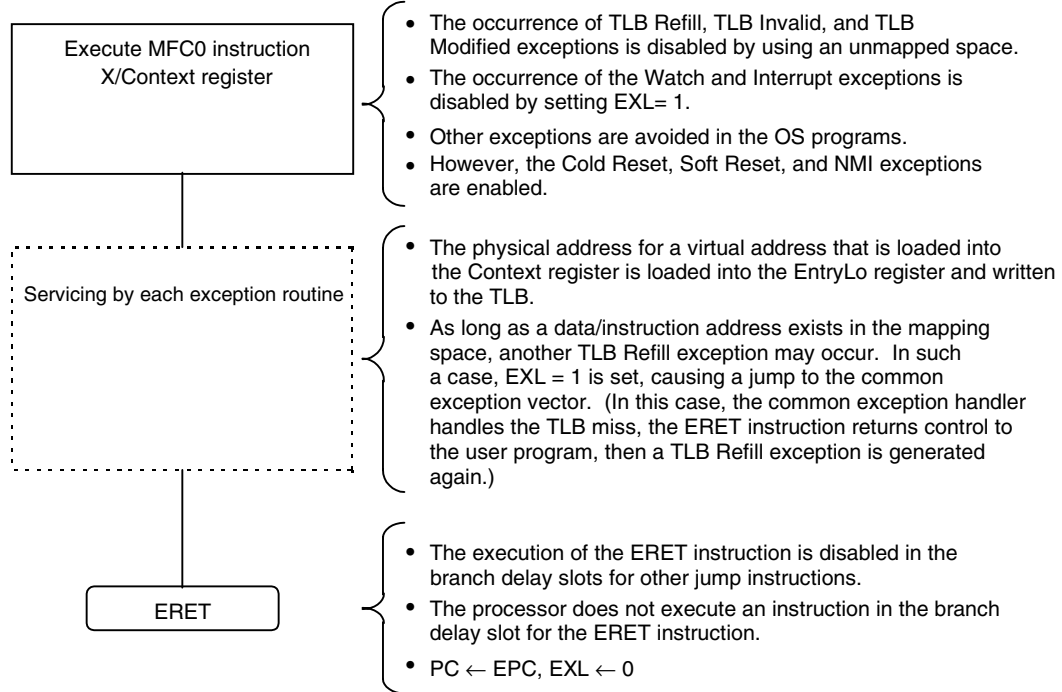 Execute MFC0 instruction
X/Context register
• The occurrence of TLB Refill, TLB Invalid, and TLB
Modified exceptions is disabled by using an unmapped space.
• The occurrence of the Watch and Interrupt exceptions is
disabled by setting EXL= 1.
• Other exceptions are avoided in the OS programs.
• However, the Cold Reset, Soft Reset, and NMI exceptions
are enabled.
Servicing by each exception routine
• The physical address for a virtual address that is loaded into
the Context register is loaded into the EntryLo register and written
to the TLB.
• As long as a data/instruction address exists in the mapping
space, another TLB Refill exception may occur. In such
a case, EXL = 1 is set, causing a jump to the common
exception vector. (In this case, the common exception handler
handles the TLB miss, the ERET instruction returns control to
the user program, then a TLB Refill exception is generated
again.)
ERET
• The execution of the ERET instruction is disabled in the
branch delay slots for other jump instructions.
• The processor does not execute an instruction in the branch
delay slot for the ERET instruction.
• PC ← EPC, EXL ← 0